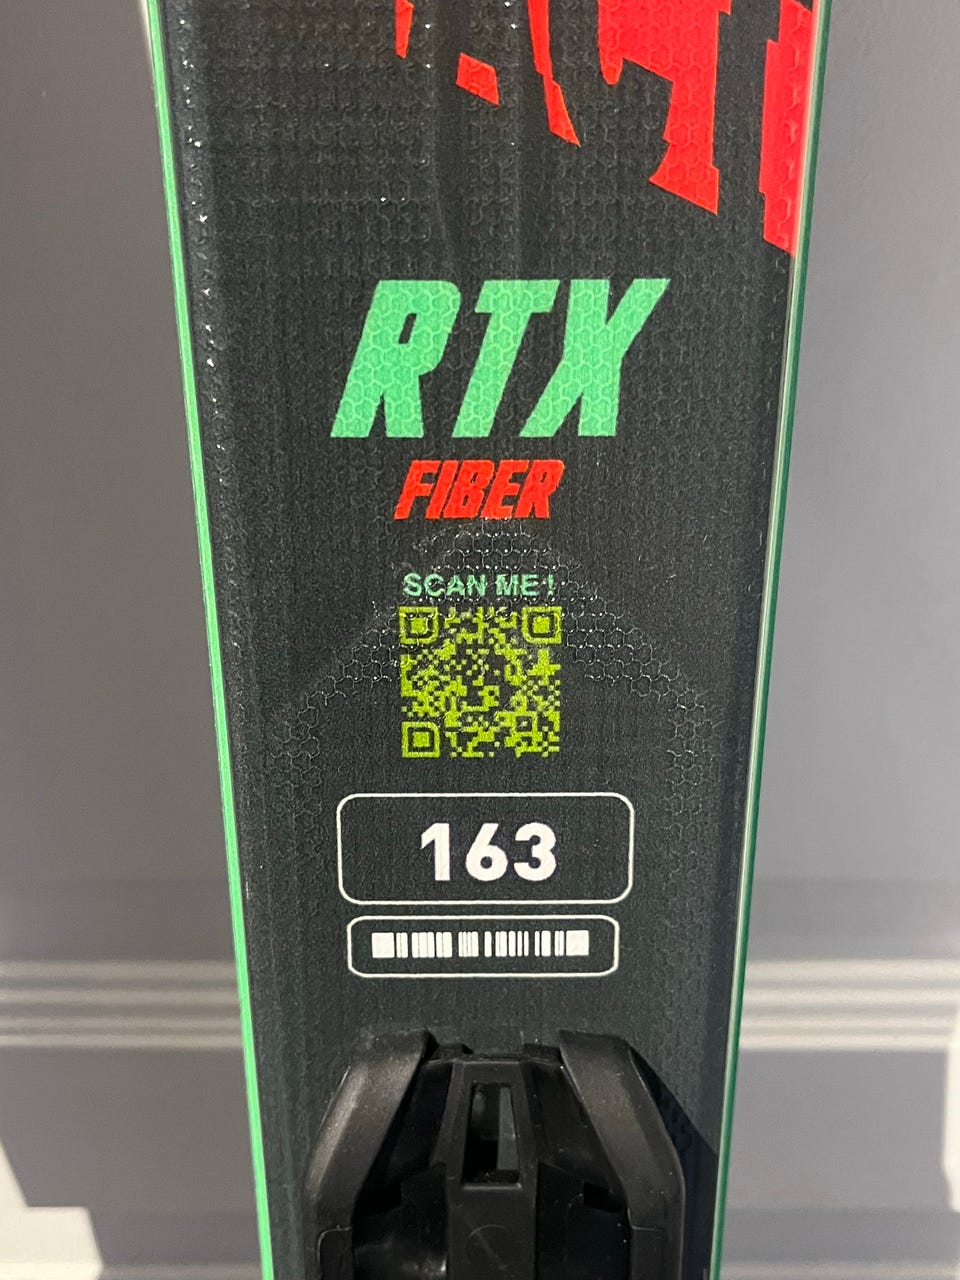 RTX
FIBER
SCAN ME !
163